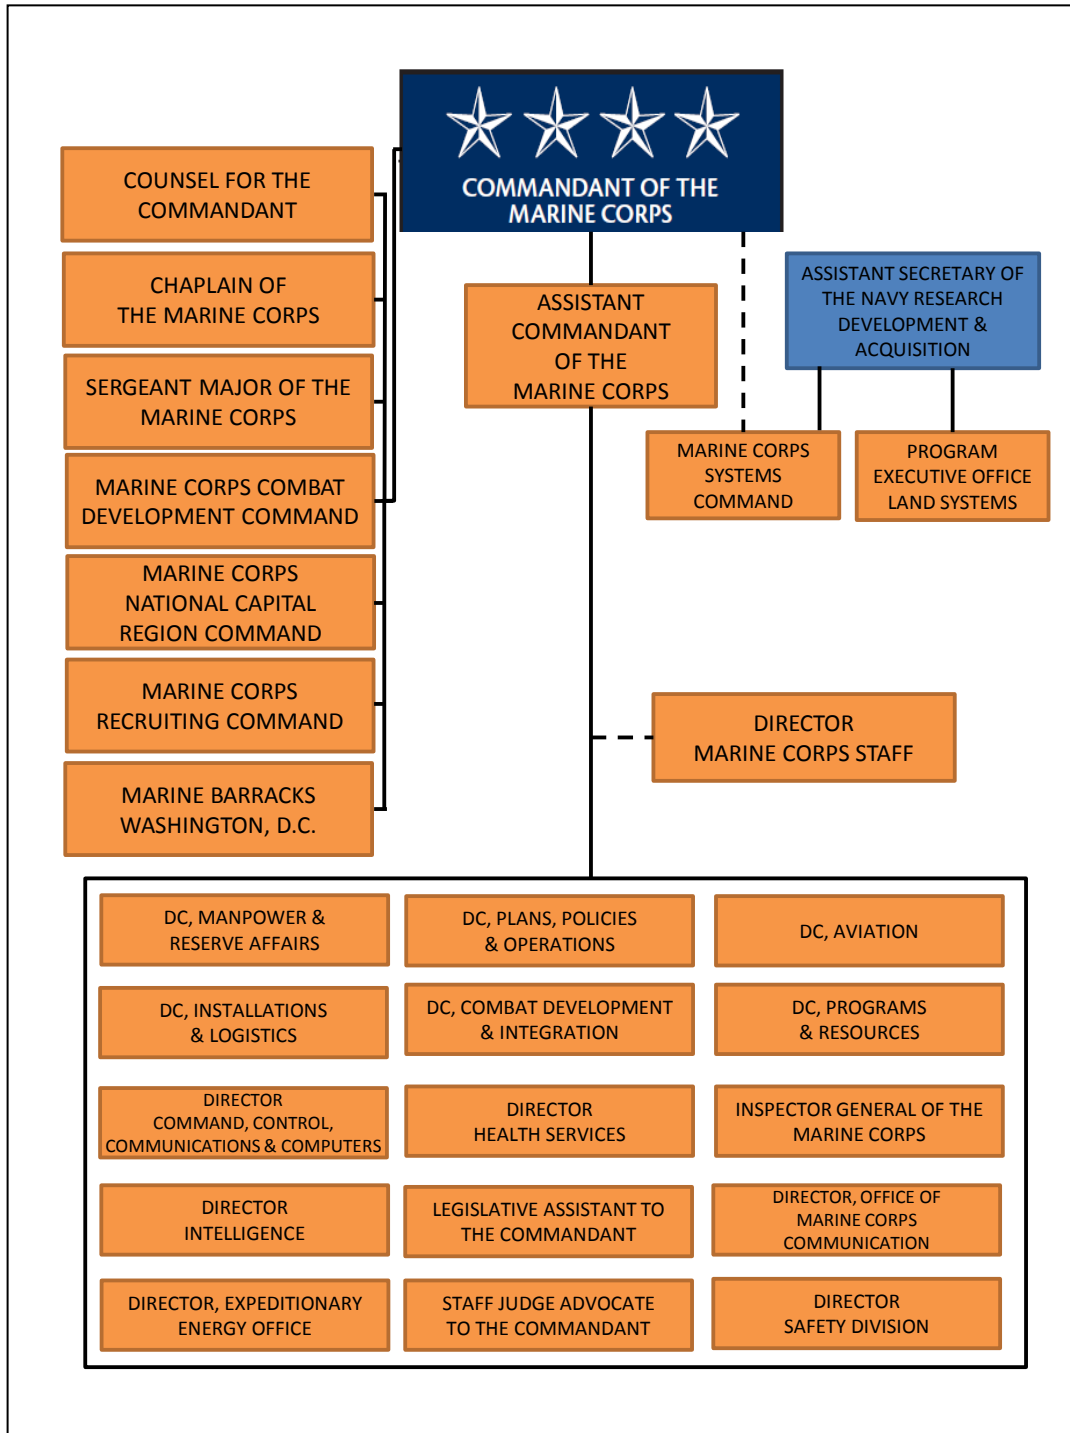 COMMANDANT OF THE
MARINE CORPS
COUNSEL FOR THE
COMMANDANT
CHAPLAIN OF
THE MARINE CORPS
SERGEANT MAJOR OF THE
MARINE CORPS
MARINE CORPS COMBAT
DEVELOPMENT COMMAND
MARINE CORPS
NATIONAL CAPITAL
REGION COMMAND
MARINE CORPS
RECRUITING COMMAND
MARINE BARRACKS
WASHINGTON, D.C.
ASSISTANT
COMMANDANT
OF THE
MARINE CORPS
ASSISTANT SECRETARY OF
THE NAVY RESEARCH
DEVELOPMENT &
ACQUISITION
MARINE CORPS
SYSTEMS
COMMAND
PROGRAM
EXECUTIVE OFFICE
LAND SYSTEMS
DIRECTOR
MARINE CORPS STAFF
DC, MANPOWER &
RESERVE AFFAIRS
DC, PLANS, POLICIES
& OPERATIONS
DC, AVIATION
DC, INSTALLATIONS
& LOGISTICS
DC, COMBAT DEVELOPMENT
& INTEGRATION
DC, PROGRAMS
& RESOURCES
DIRECTOR
COMMAND, CONTROL,
COMMUNICATIONS & COMPUTERS
DIRECTOR
HEALTH SERVICES
INSPECTOR GENERAL OF THE
MARINE CORPS
DIRECTOR
INTELLIGENCE
LEGISLATIVE ASSISTANT TO
THE COMMANDANT
DIRECTOR, OFFICE OF
MARINE CORPS
COMMUNICATION
DIRECTOR, EXPEDITIONARY
ENERGY OFFICE
STAFF JUDGE ADVOCATE
TO THE COMMANDANT
DIRECTOR
SAFETY DIVISION